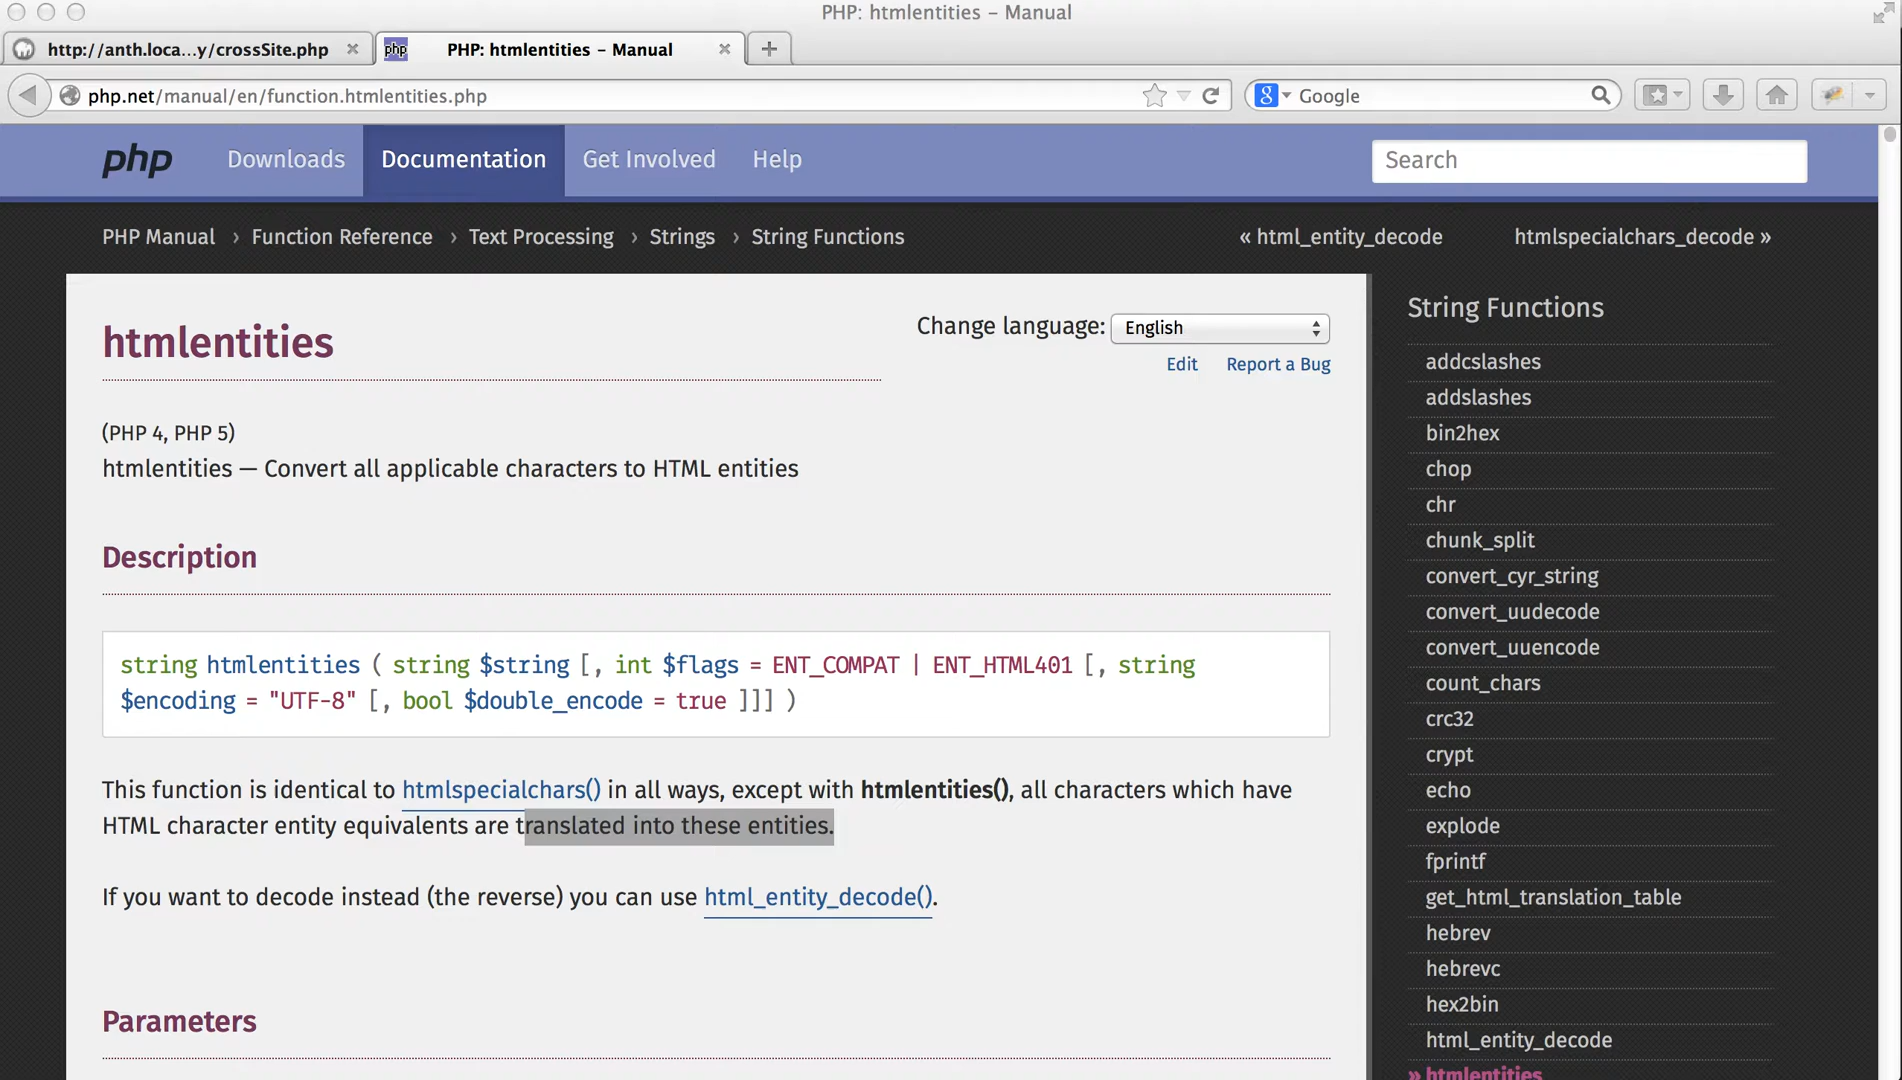 PHP: htmlentities – Manual
http://anth.loca...y/crossSite.php
php PHP: htmlentities – Manual
php.net/manual/en/function.htmlentities.php
Google
php Downloads Documentation Get Involved Help
Search
PHP Manual › Function Reference › Text Processing › Strings › String Functions
« html_entity_decode htmlspecialchars_decode »
htmlentities
Change language: English
Edit Report a Bug
(PHP 4, PHP 5)
htmlentities — Convert all applicable characters to HTML entities
Description
string htmlentities ( string $string [, int $flags = ENT_COMPAT | ENT_HTML401 [, string
$encoding = "UTF-8" [, bool $double_encode = true ]]] )
This function is identical to htmlspecialchars() in all ways, except with htmlentities(), all characters which have
HTML character entity equivalents are translated into these entities.
If you want to decode instead (the reverse) you can use html_entity_decode().
Parameters
String Functions
addcslashes
addslashes
bin2hex
chop
chr
chunk_split
convert_cyr_string
convert_uudecode
convert_uuencode
count_chars
crc32
crypt
echo
explode
fprintf
get_html_translation_table
hebrev
hebrevc
hex2bin
html_entity_decode
» htmlentities